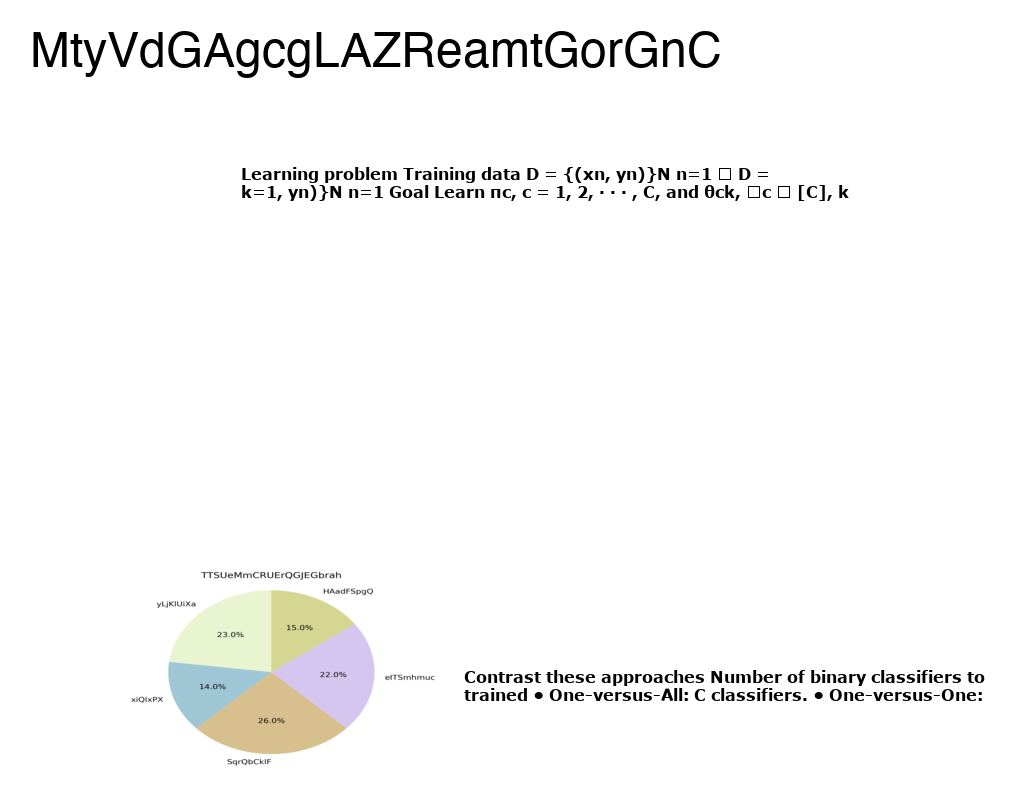 MtyVdGAgcgLAZReamtGorGnC
Learning problem Training data D = {(xn, yn)}N n=1 □ D =
k=1, yn)}N n=1 Goal Learn πc, c = 1, 2, · · · , C, and θck, □c □ [C], k
TTSUeMmCRUErQGJEGbrah
HAadFSpgQ
yLjKlUiXa
15.0%
23.0%
22.0%
eITSmhmuc
14.0%
xiQIxPX
26.0%
SqrQbCklF
Contrast these approaches Number of binary classifiers to
trained • One-versus-All: C classifiers. • One-versus-One: